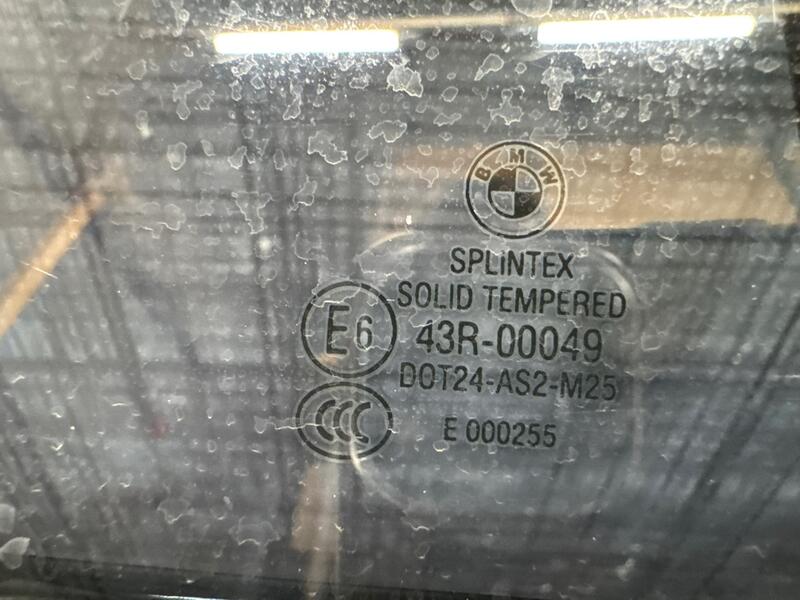 BMW
SPLINTEX
SOLID TEMPERED
E6 43R-00049
DOT24-AS2-M25
CCC E 000255